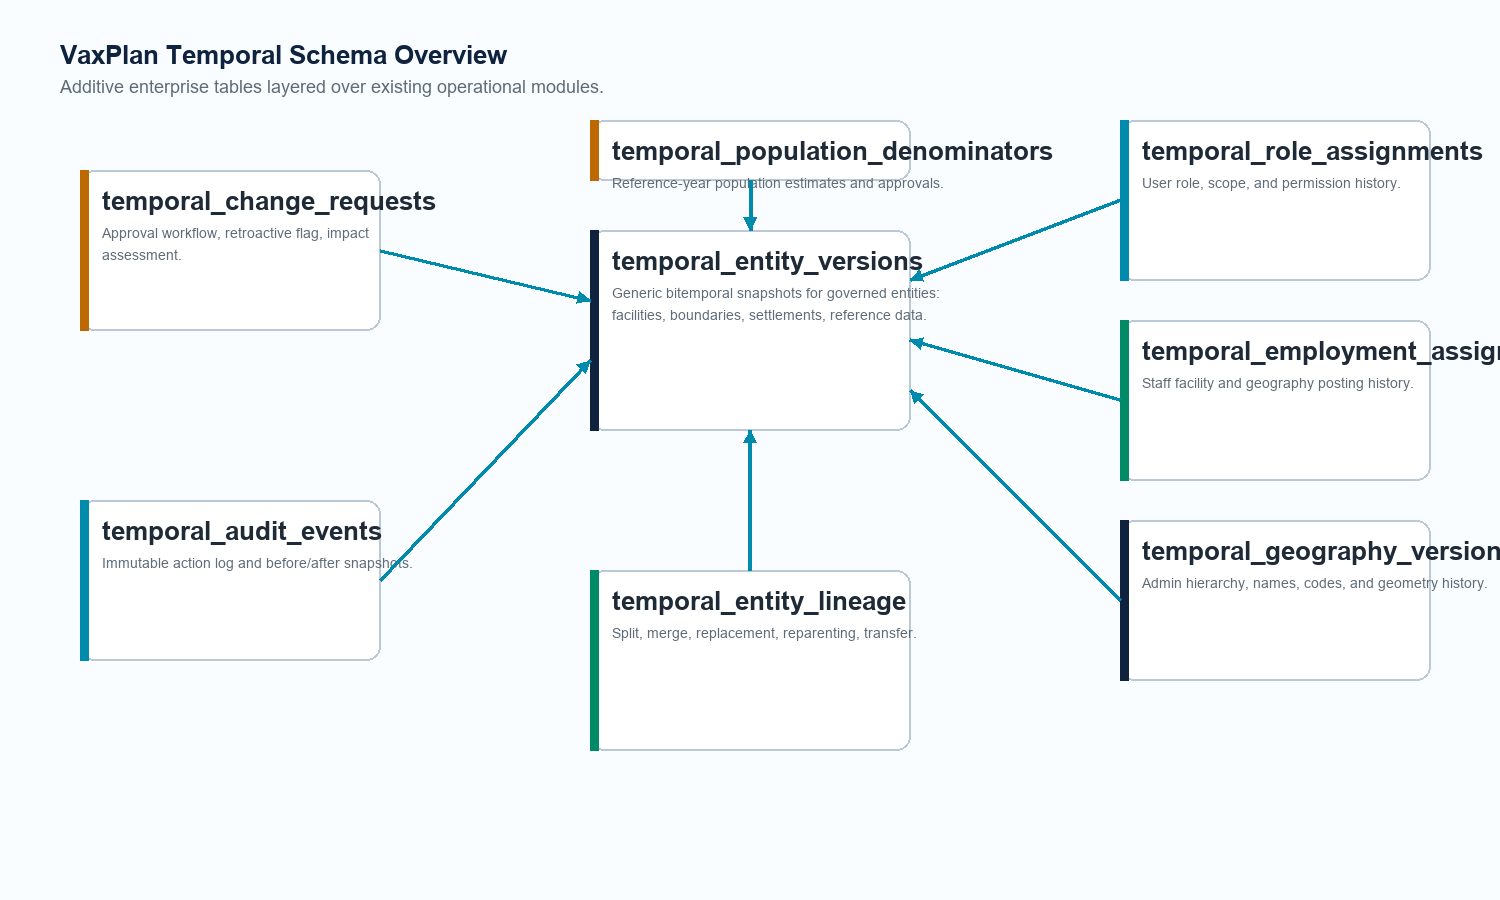 VaxPlan Temporal Schema Overview
Additive enterprise tables layered over existing operational modules.
temporal_change_requests
Approval workflow, retroactive flag, impact
assessment.
temporal_audit_events
Immutable action log and before/after snapshots.
temporal_population_denominators
Reference-year population estimates and approvals.
temporal_entity_versions
Generic bitemporal snapshots for governed entities:
facilities, boundaries, settlements, reference data.
temporal_entity_lineage
Split, merge, replacement, reparenting, transfer.
temporal_role_assignments
User role, scope, and permission history.
temporal_employment_assig
Staff facility and geography posting history.
temporal_geography_version
Admin hierarchy, names, codes, and geometry history.